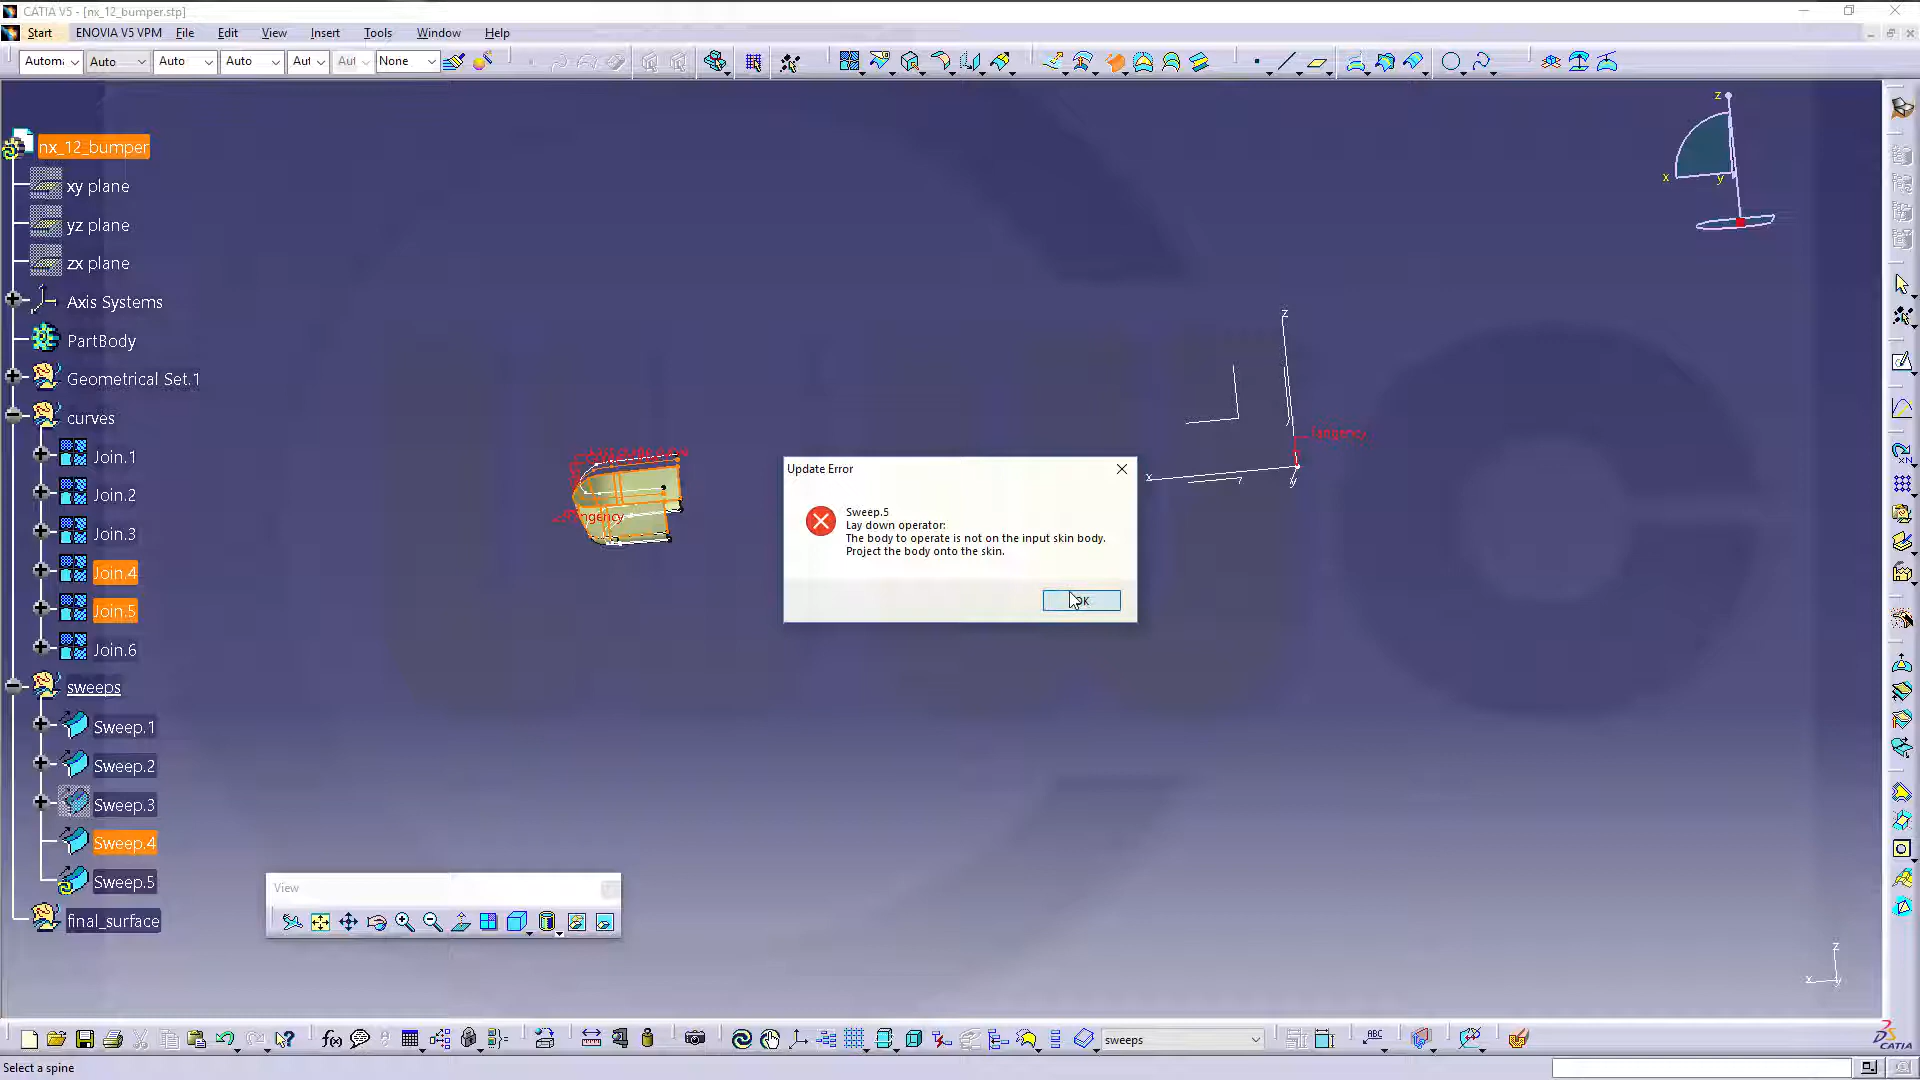 CATIA V5 - [nx_12_bumper.stp]
Start
ENOVIA V5 VPM
File
Edit
View
Insert
Tools
Window
Help
Automa
Auto
Auto
Auto
Aut
Aut
None
nx_12_bumper
xy plane
yz plane
zx plane
Axis Systems
PartBody
Geometrical Set.1
curves
Join.1
Join.2
Join.3
Join.4
Join.5
Join.6
sweeps
Sweep.1
Sweep.2
Sweep.3
Sweep.4
Sweep.5
final_surface
z
x
y
z
x
y
Tangency
Update Error
Sweep.5
Lay down operator:
The body to operate is not on the input skin body.
Project the body onto the skin.
OK
View
z
x
y
sweeps
CATIA
Select a spine